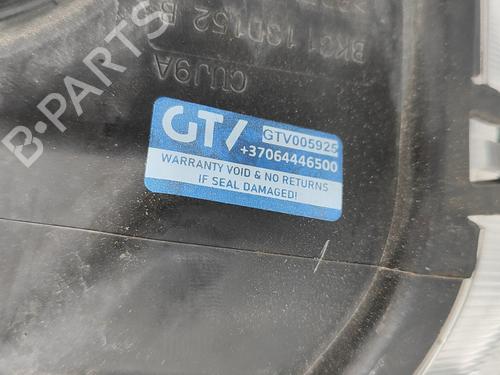 BK31 13D152 B
CUJ9A
GTV
GTV005925
+37064446500
WARRANTY VOID & NO RETURNS
IF SEAL DAMAGED!
B-PARTS